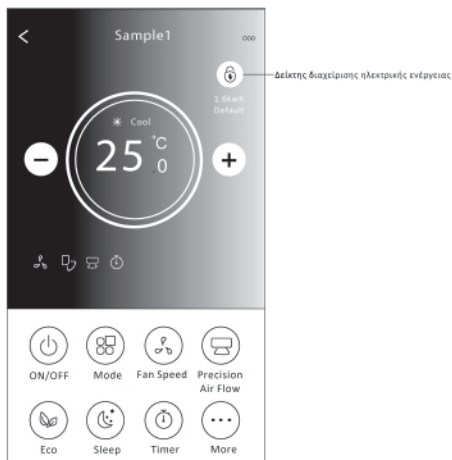 Sample1
Δείκτης διαχείρισης ηλεκτρικής ενέργειας
1.6kwh
Default
Cool
25.0 °C
ON/OFF
Mode
Fan Speed
Precision
Air Flow
Eco
Sleep
Timer
More